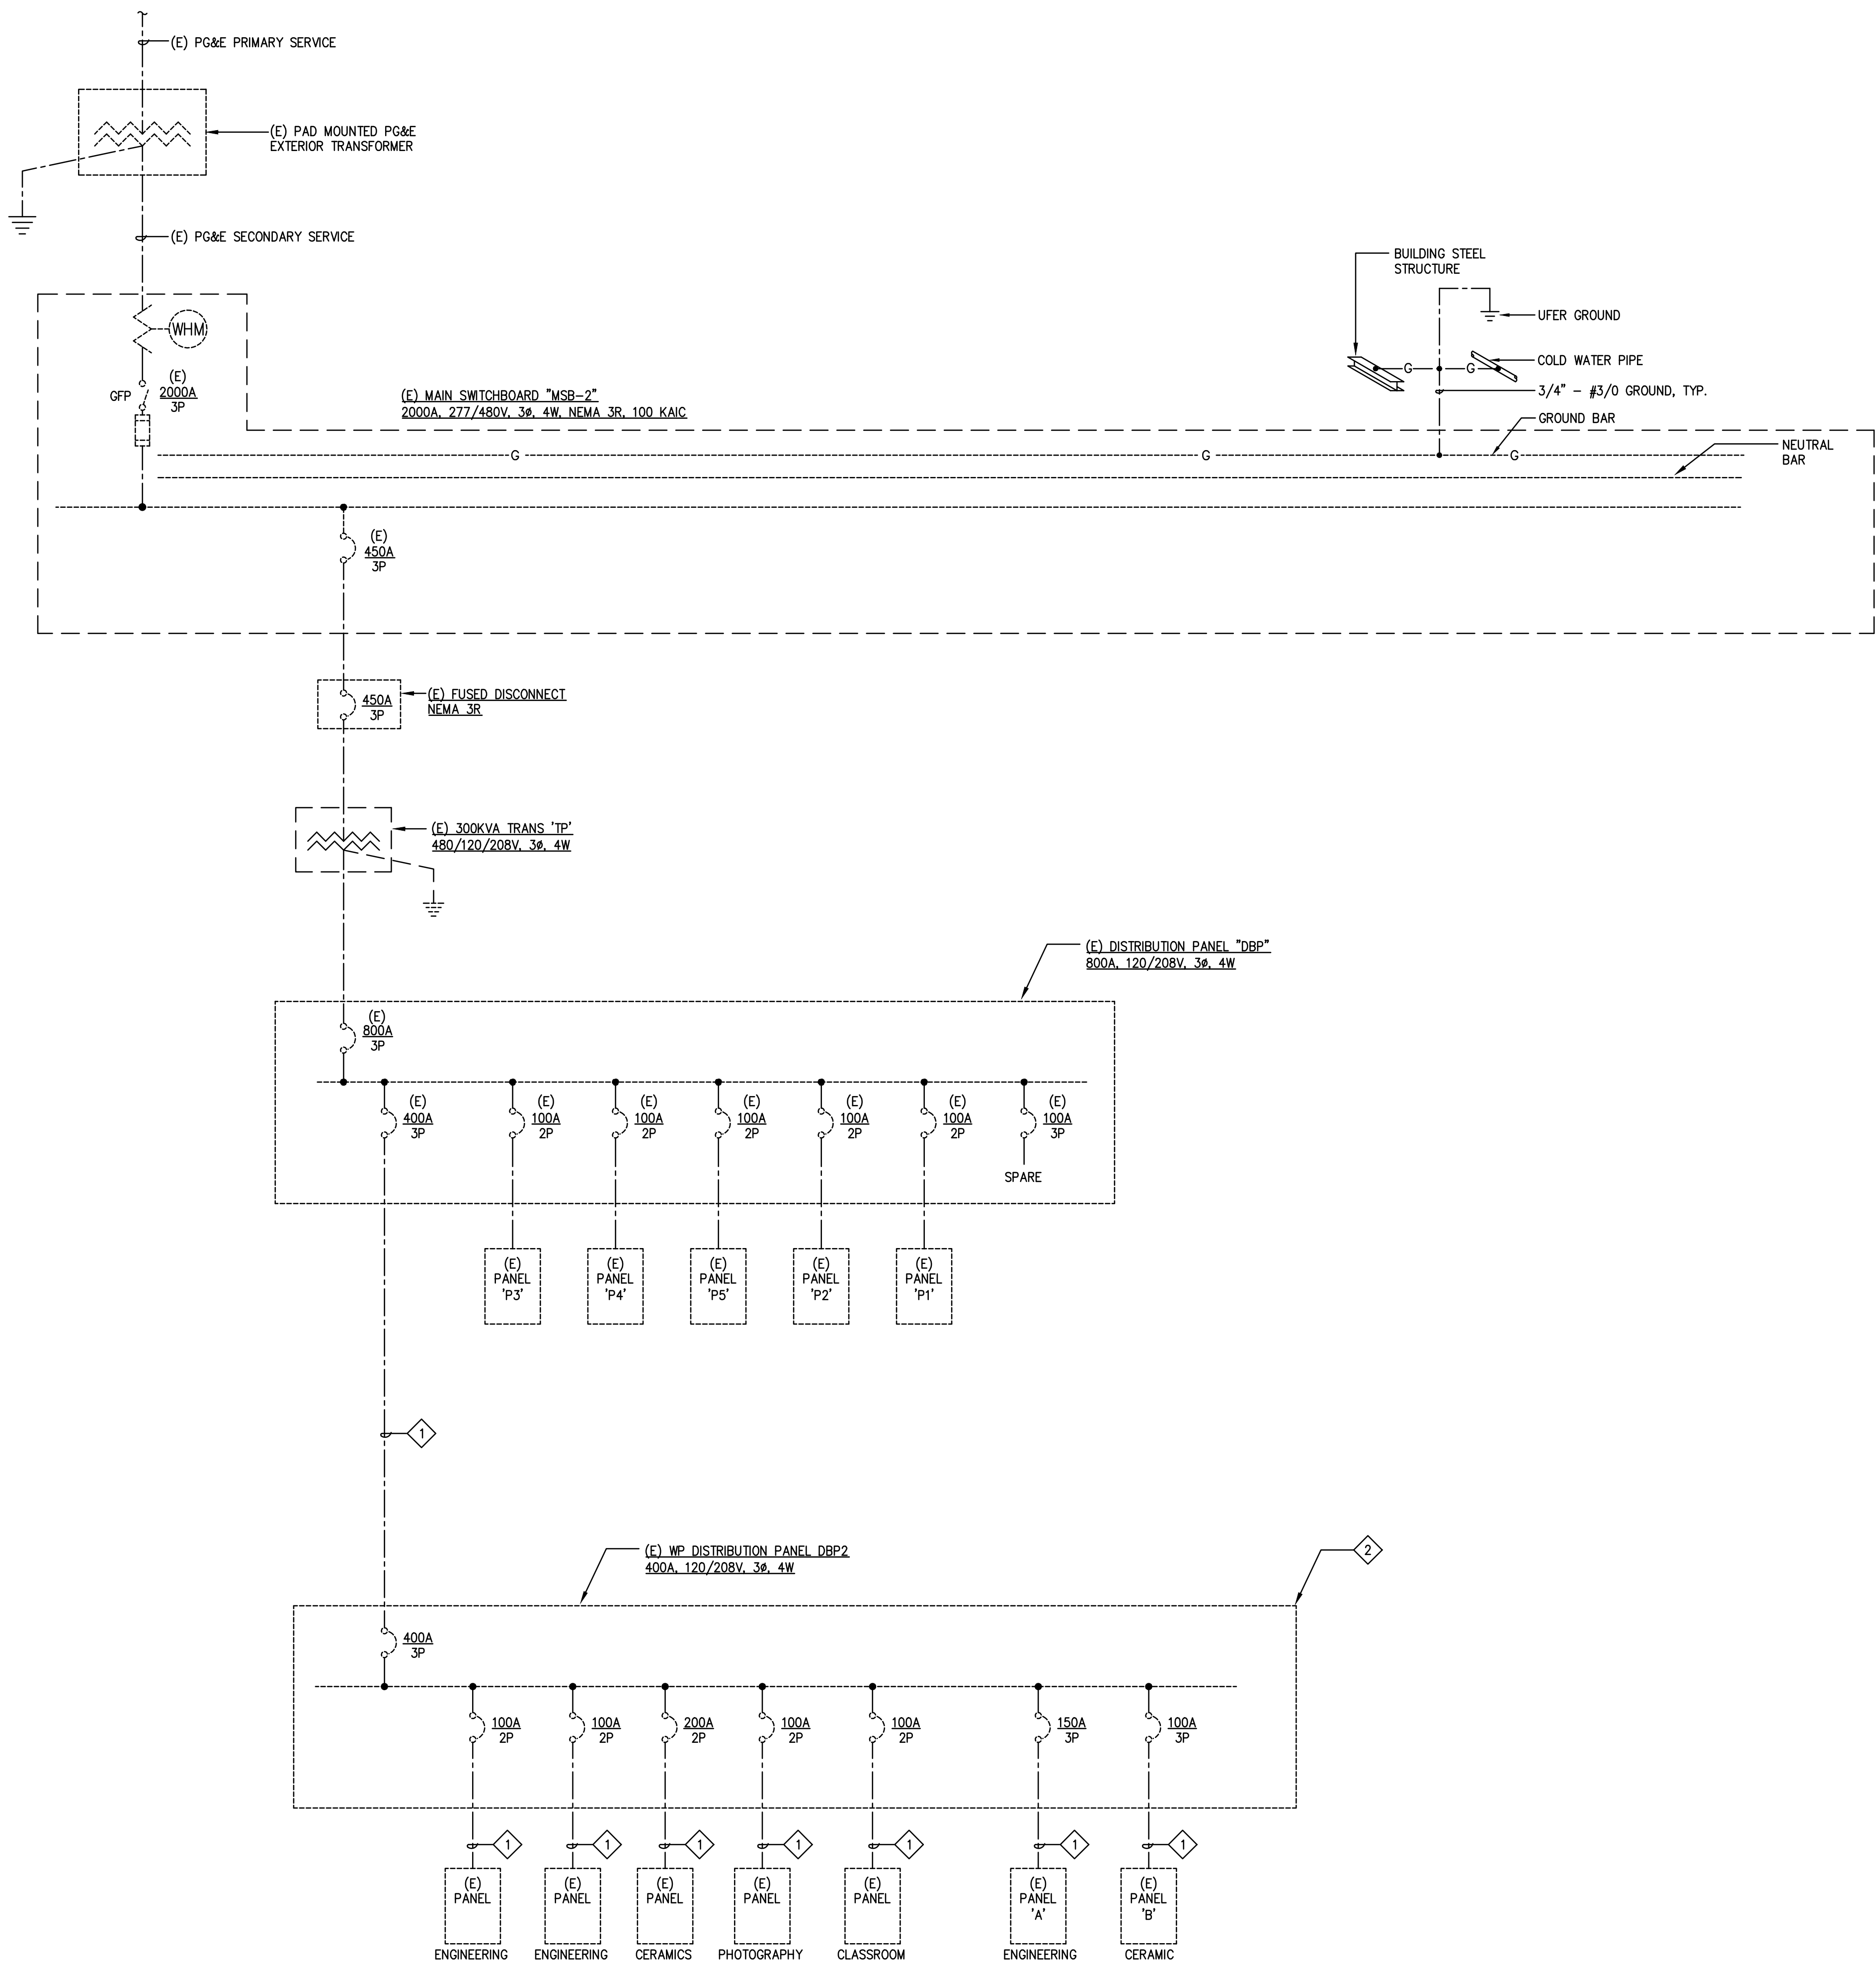 (E) PG&E PRIMARY SERVICE
(E) PAD MOUNTED PG&E
EXTERIOR TRANSFORMER
(E) PG&E SECONDARY SERVICE
BUILDING STEEL
STRUCTURE
UFER GROUND
WHM
COLD WATER PIPE
G
G
(E)
2000A
3P
GFP
(E) MAIN SWITCHBOARD "MSB-2"
2000A, 277/480V, 3ø, 4W, NEMA 3R, 100 KAIC
3/4" - #3/0 GROUND, TYP.
GROUND BAR
NEUTRAL
BAR
G
G
G
(E)
450A
3P
450A
3P
(E) FUSED DISCONNECT
NEMA 3R
(E) 300KVA TRANS 'TP'
480/120/208V, 3ø, 4W
(E) DISTRIBUTION PANEL "DBP"
800A, 120/208V, 3ø, 4W
(E)
800A
3P
(E)
400A
3P
(E)
100A
2P
(E)
100A
2P
(E)
100A
2P
(E)
100A
2P
(E)
100A
2P
(E)
100A
3P
SPARE
(E)
PANEL
'P3'
(E)
PANEL
'P4'
(E)
PANEL
'P5'
(E)
PANEL
'P2'
(E)
PANEL
'P1'
1
(E) WP DISTRIBUTION PANEL DBP2
400A, 120/208V, 3ø, 4W
2
400A
3P
100A
2P
100A
2P
200A
2P
100A
2P
100A
2P
150A
3P
100A
3P
1
1
1
1
1
1
1
(E)
PANEL
ENGINEERING
(E)
PANEL
ENGINEERING
(E)
PANEL
CERAMICS
(E)
PANEL
PHOTOGRAPHY
(E)
PANEL
CLASSROOM
(E)
PANEL
'A'
ENGINEERING
(E)
PANEL
'B'
CERAMIC